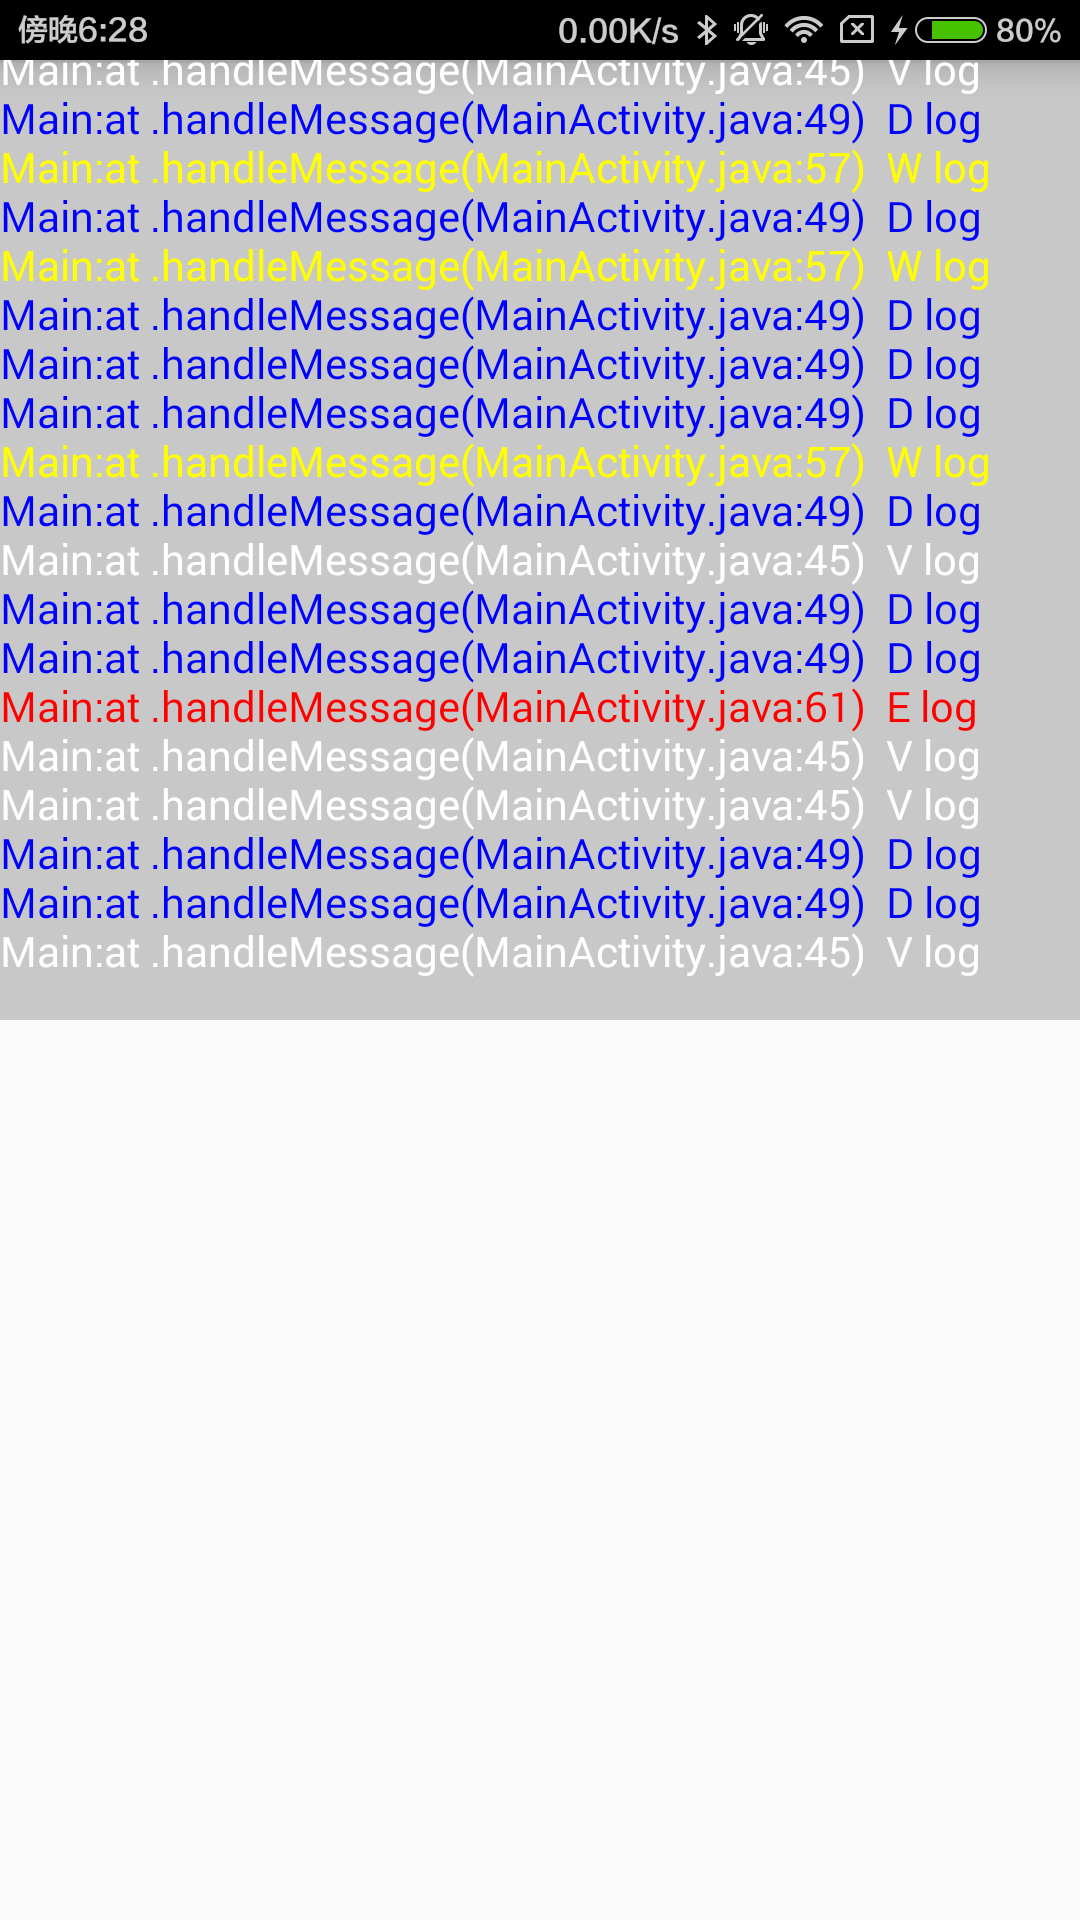 傍晚6:28 0.00K/s 80%
Main:at .handleMessage(MainActivity.java:45) V log
Main:at .handleMessage(MainActivity.java:49) D log
Main:at .handleMessage(MainActivity.java:57) W log
Main:at .handleMessage(MainActivity.java:49) D log
Main:at .handleMessage(MainActivity.java:57) W log
Main:at .handleMessage(MainActivity.java:49) D log
Main:at .handleMessage(MainActivity.java:49) D log
Main:at .handleMessage(MainActivity.java:49) D log
Main:at .handleMessage(MainActivity.java:57) W log
Main:at .handleMessage(MainActivity.java:49) D log
Main:at .handleMessage(MainActivity.java:45) V log
Main:at .handleMessage(MainActivity.java:49) D log
Main:at .handleMessage(MainActivity.java:49) D log
Main:at .handleMessage(MainActivity.java:61) E log
Main:at .handleMessage(MainActivity.java:45) V log
Main:at .handleMessage(MainActivity.java:45) V log
Main:at .handleMessage(MainActivity.java:49) D log
Main:at .handleMessage(MainActivity.java:49) D log
Main:at .handleMessage(MainActivity.java:45) V log